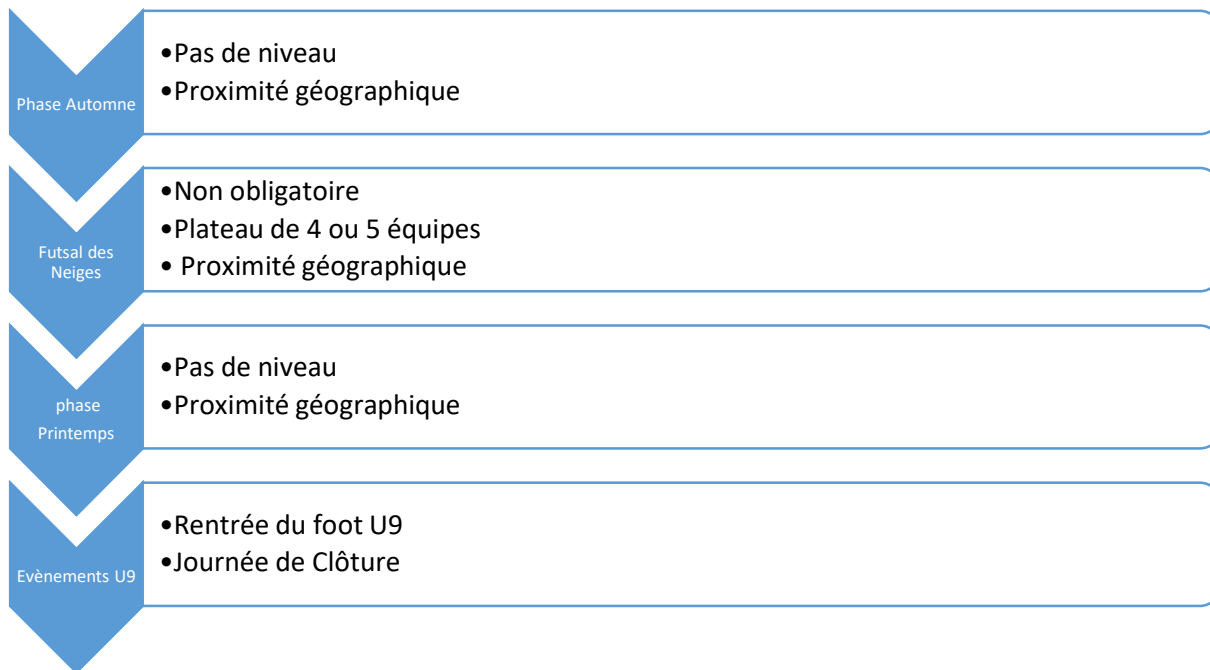 Phase Automne
•Pas de niveau
•Proximité géographique
Futsal des
Neiges
•Non obligatoire
•Plateau de 4 ou 5 équipes
• Proximité géographique
phase
Printemps
•Pas de niveau
•Proximité géographique
Evènements U9
•Rentrée du foot U9
•Journée de Clôture